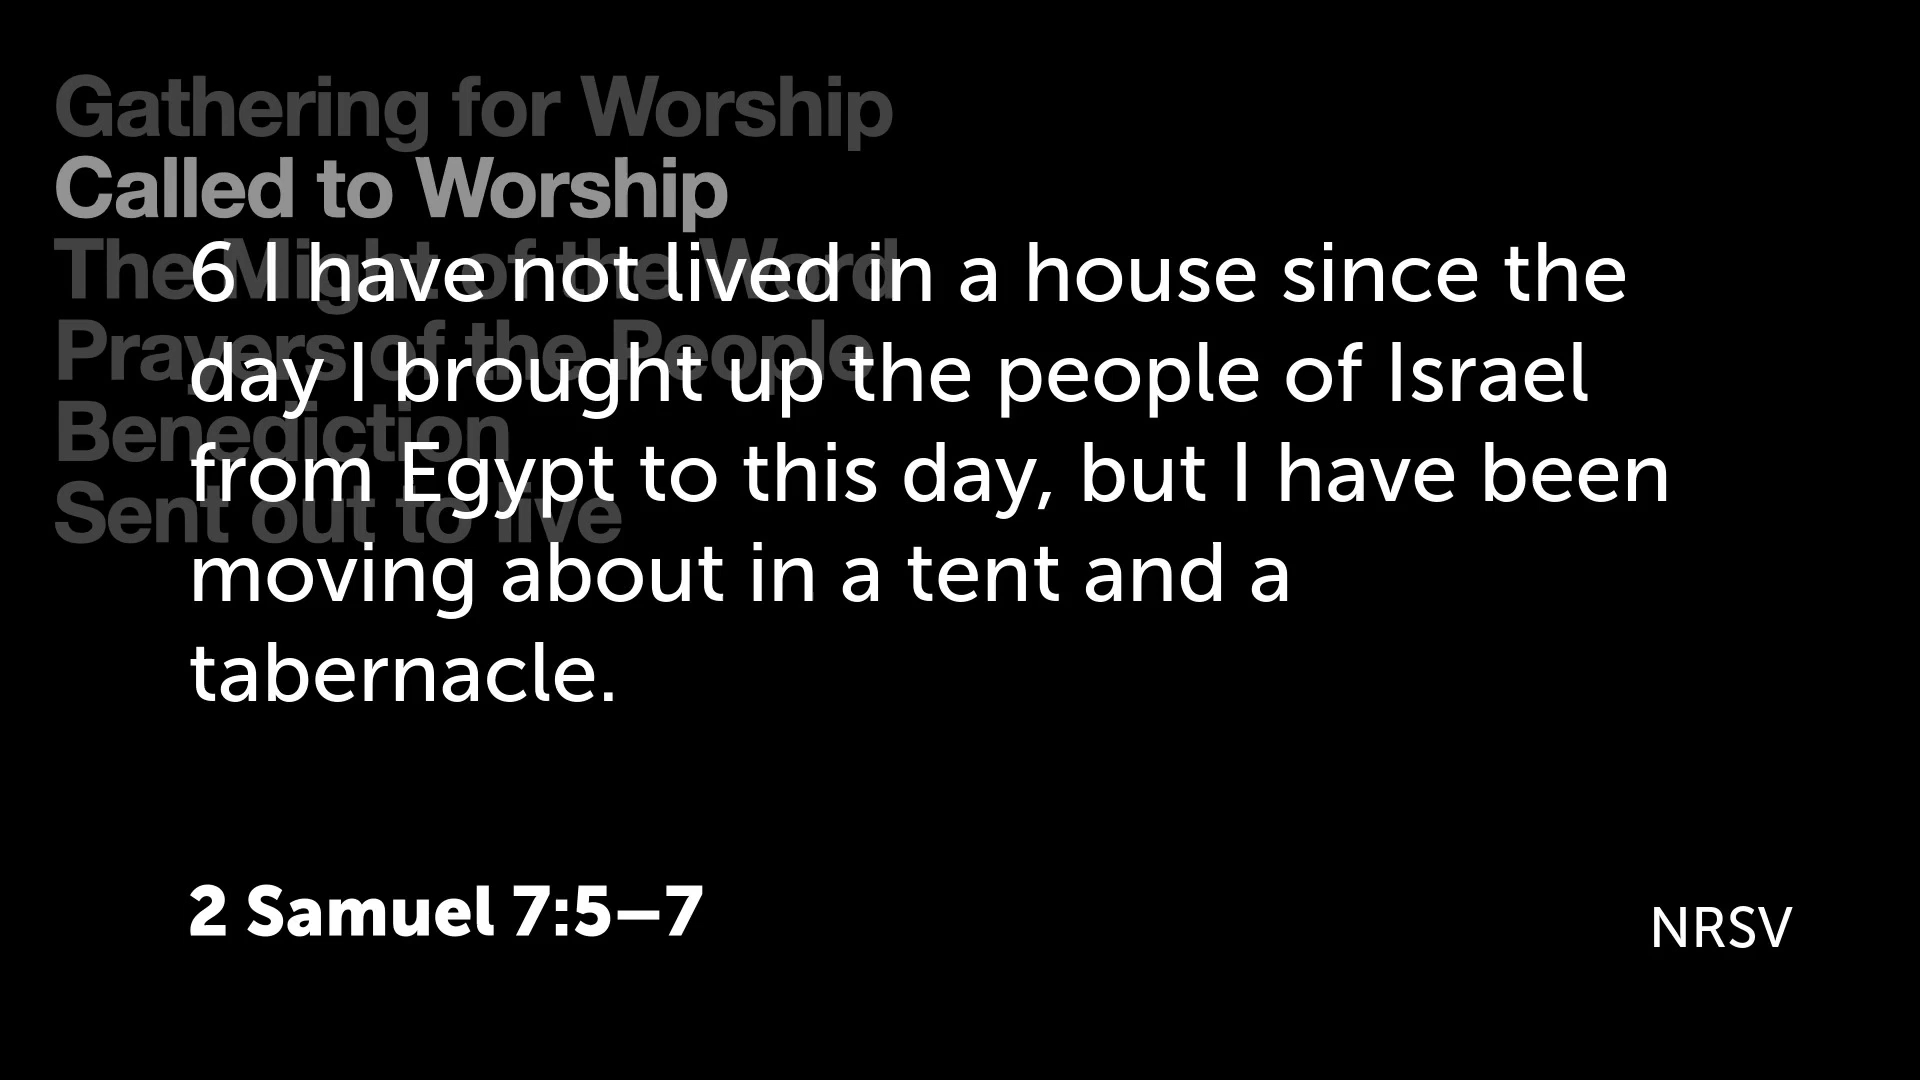 Gathering for Worship
Called to Worship
The Might of the Word
Prayers of the People
Benediction
Sent out to live
6 I have not lived in a house since the
day I brought up the people of Israel
from Egypt to this day, but I have been
moving about in a tent and a
tabernacle.
2 Samuel 7:5–7
NRSV